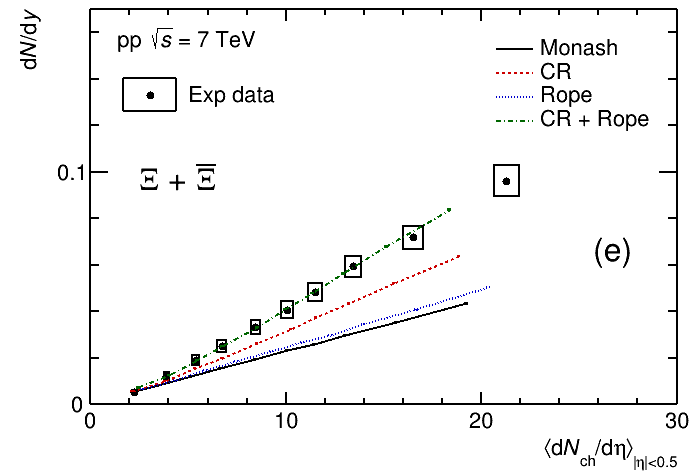 dN/dy
pp √s = 7 TeV
Exp data
Monash
CR
Rope
CR + Rope
0.1
Ξ + Ξ̅
(e)
0
0 10 20 30
⟨dN_ch/dη⟩_|η|<0.5